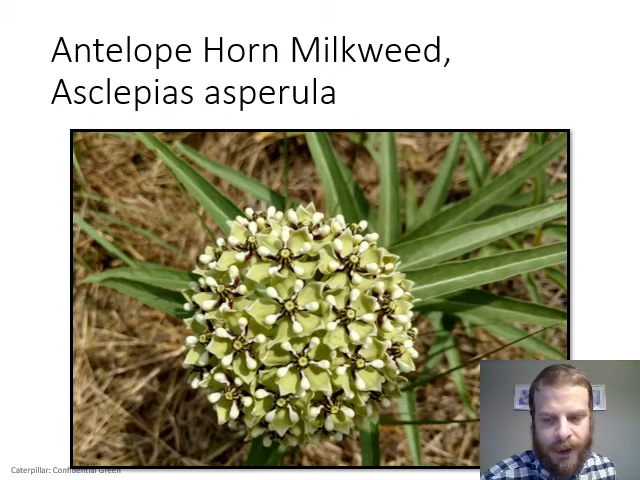 Antelope Horn Milkweed,
Asclepias asperula
Caterpillar: Confidential Green